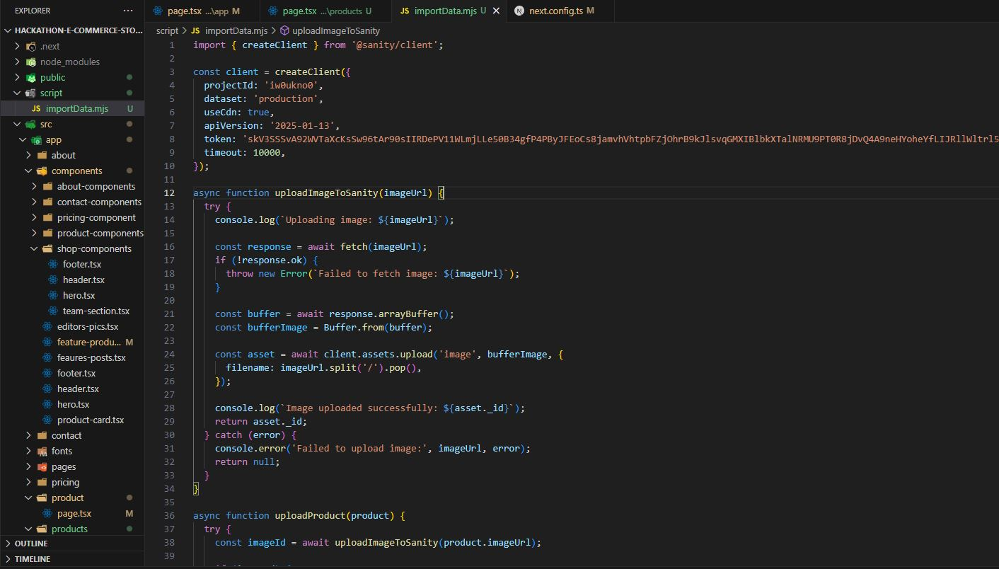 EXPLORER
HACKATHON-E-COMMERCE-STO...
.next
node_modules
public
script
importData.mjs U
src
app
about
components
about-components
contact-components
pricing-component
product-components
shop-components
footer.tsx
header.tsx
hero.tsx
team-section.tsx
editors-pics.tsx
feature-produ... M
feaures-posts.tsx
footer.tsx
header.tsx
hero.tsx
product-card.tsx
contact
fonts
pages
pricing
product
page.tsx M
products
OUTLINE
TIMELINE
page.tsx ...\app M
page.tsx ...\products U
JS importData.mjs U
next.config.ts M
script > JS importData.mjs > uploadImageToSanity
1 import { createClient } from '@sanity/client';
2
3 const client = createClient({
4 projectId: 'iw0ukno0',
5 dataset: 'production',
6 useCdn: true,
7 apiVersion: '2025-01-13',
8 token:
9 timeout: 10000,
10 });
11
12 async function uploadImageToSanity(imageUrl) {
13 try {
14 console.log(`Uploading image: ${imageUrl}`);
15
16 const response = await fetch(imageUrl);
17 if (!response.ok) {
18 throw new Error(`Failed to fetch image: ${imageUrl}`);
19 }
20
21 const buffer = await response.arrayBuffer();
22 const bufferImage = Buffer.from(buffer);
23
24 const asset = await client.assets.upload('image', bufferImage, {
25 filename: imageUrl.split('/').pop(),
26 });
27
28 console.log(`Image uploaded successfully: ${asset._id}`);
29 return asset._id;
30 } catch (error) {
31 console.error('Failed to upload image:', imageUrl, error);
32 return null;
33 }
34 }
35
36 async function uploadProduct(product) {
37 try {
38 const imageId = await uploadImageToSanity(product.imageUrl);
39